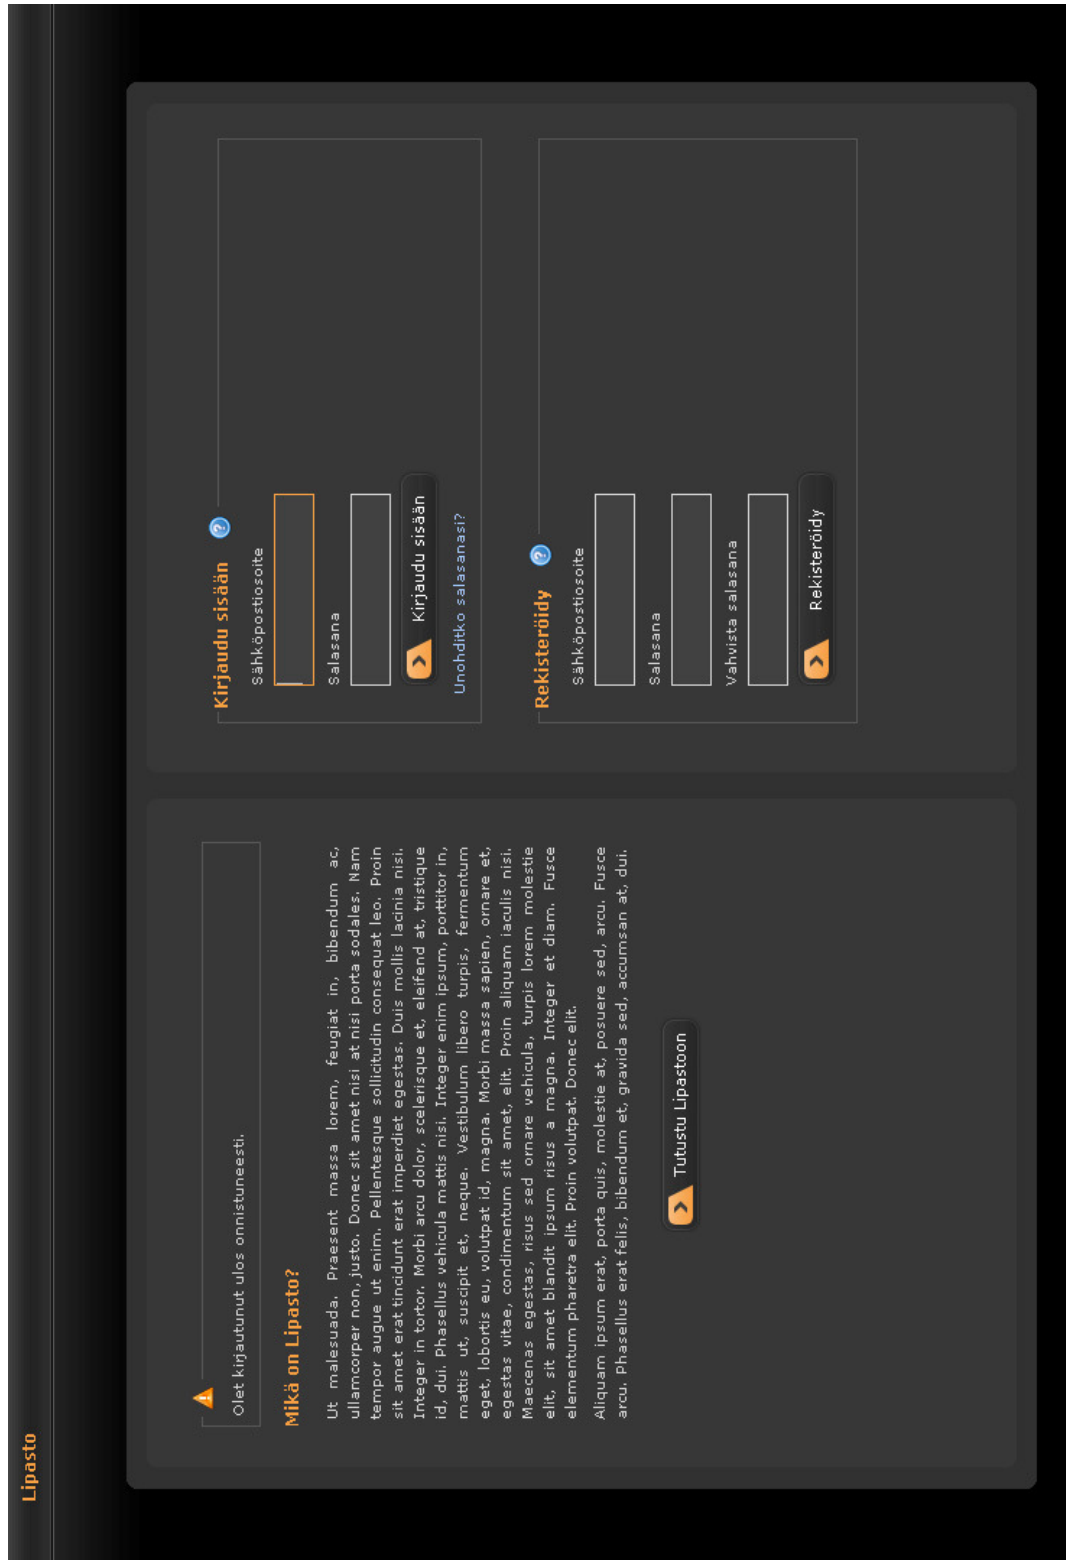 Lipasto
Olet kirjautunut ulos onnistuneesti.
Mikä on Lipasto?
Ut malesuada. Praesent massa lorem, feugiat in, bibendum ac,
ullamcorper non, justo. Donec sit amet nisi at nisi porta sodales. Nam
tempor augue ut enim. Pellentesque sollicitudin consequat leo. Proin
sit amet erat tincidunt erat imperdiet egestas. Duis mollis lacinia nisi.
Integer in tortor. Morbi arcu dolor, scelerisque et, eleifend at, tristique
id, dui. Phasellus vehicula mattis nisi. Integer enim ipsum, porttitor in,
mattis ut, suscipit et, neque. Vestibulum libero turpis, fermentum
eget, lobortis eu, volutpat id, magna. Morbi massa sapien, ornare et,
egestas vitae, condimentum sit amet, elit. Proin aliquam iaculis nisi.
Maecenas egestas, risus sed ornare vehicula, turpis lorem molestie
elit, sit amet blandit ipsum risus a magna. Integer et diam. Fusce
elementum pharetra elit. Proin volutpat. Donec elit.
Aliquam ipsum erat, porta quis, molestie at, posuere sed, arcu. Fusce
arcu. Phasellus erat felis, bibendum et, gravida sed, accumsan at, dui.
Tutustu Lipastoon
Kirjaudu sisään
Sähköpostiosoite
Salasana
Kirjaudu sisään
Unohditko salasanasi?
Rekisteröidy
Sähköpostiosoite
Salasana
Vahvista salasana
Rekisteröidy